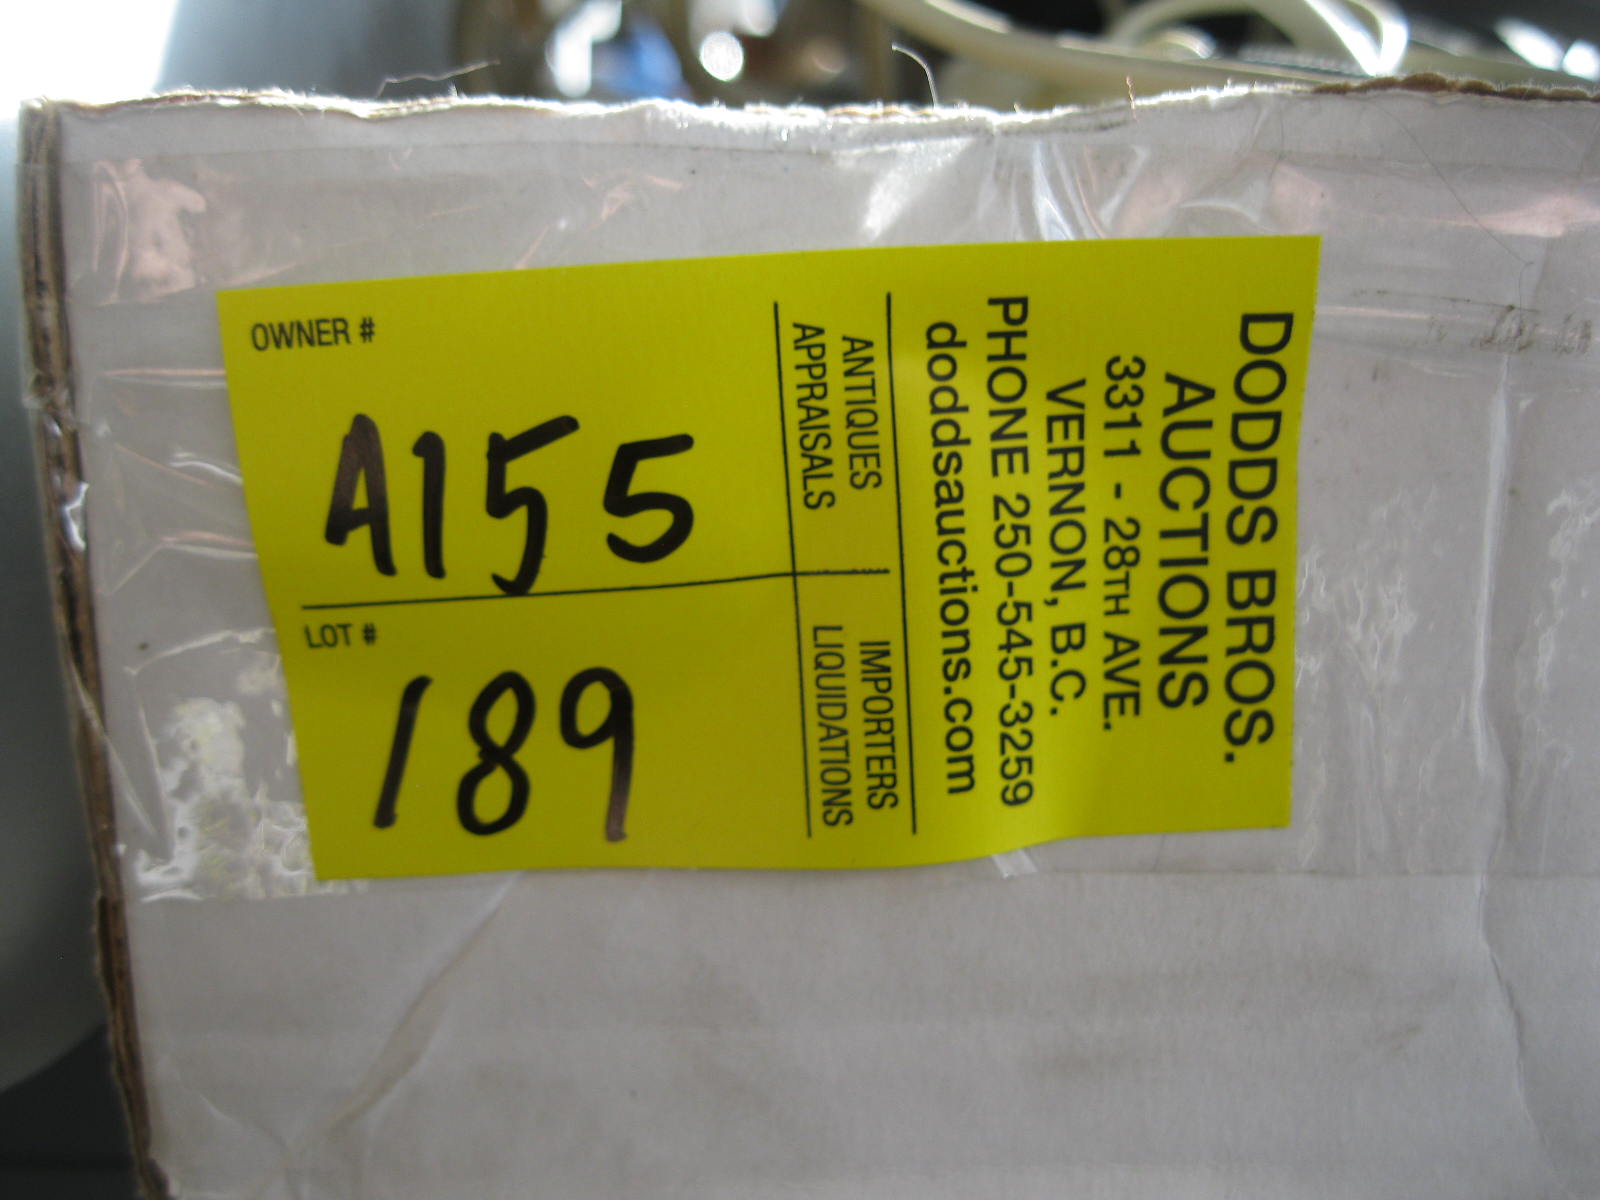 DODDS BROS.
AUCTIONS
3311 - 28TH AVE.
VERNON, B.C.
PHONE 250-545-3259
doddsauctions.com
ANTIQUES
APPRAISALS
IMPORTERS
LIQUIDATIONS
OWNER #
A155
LOT #
189